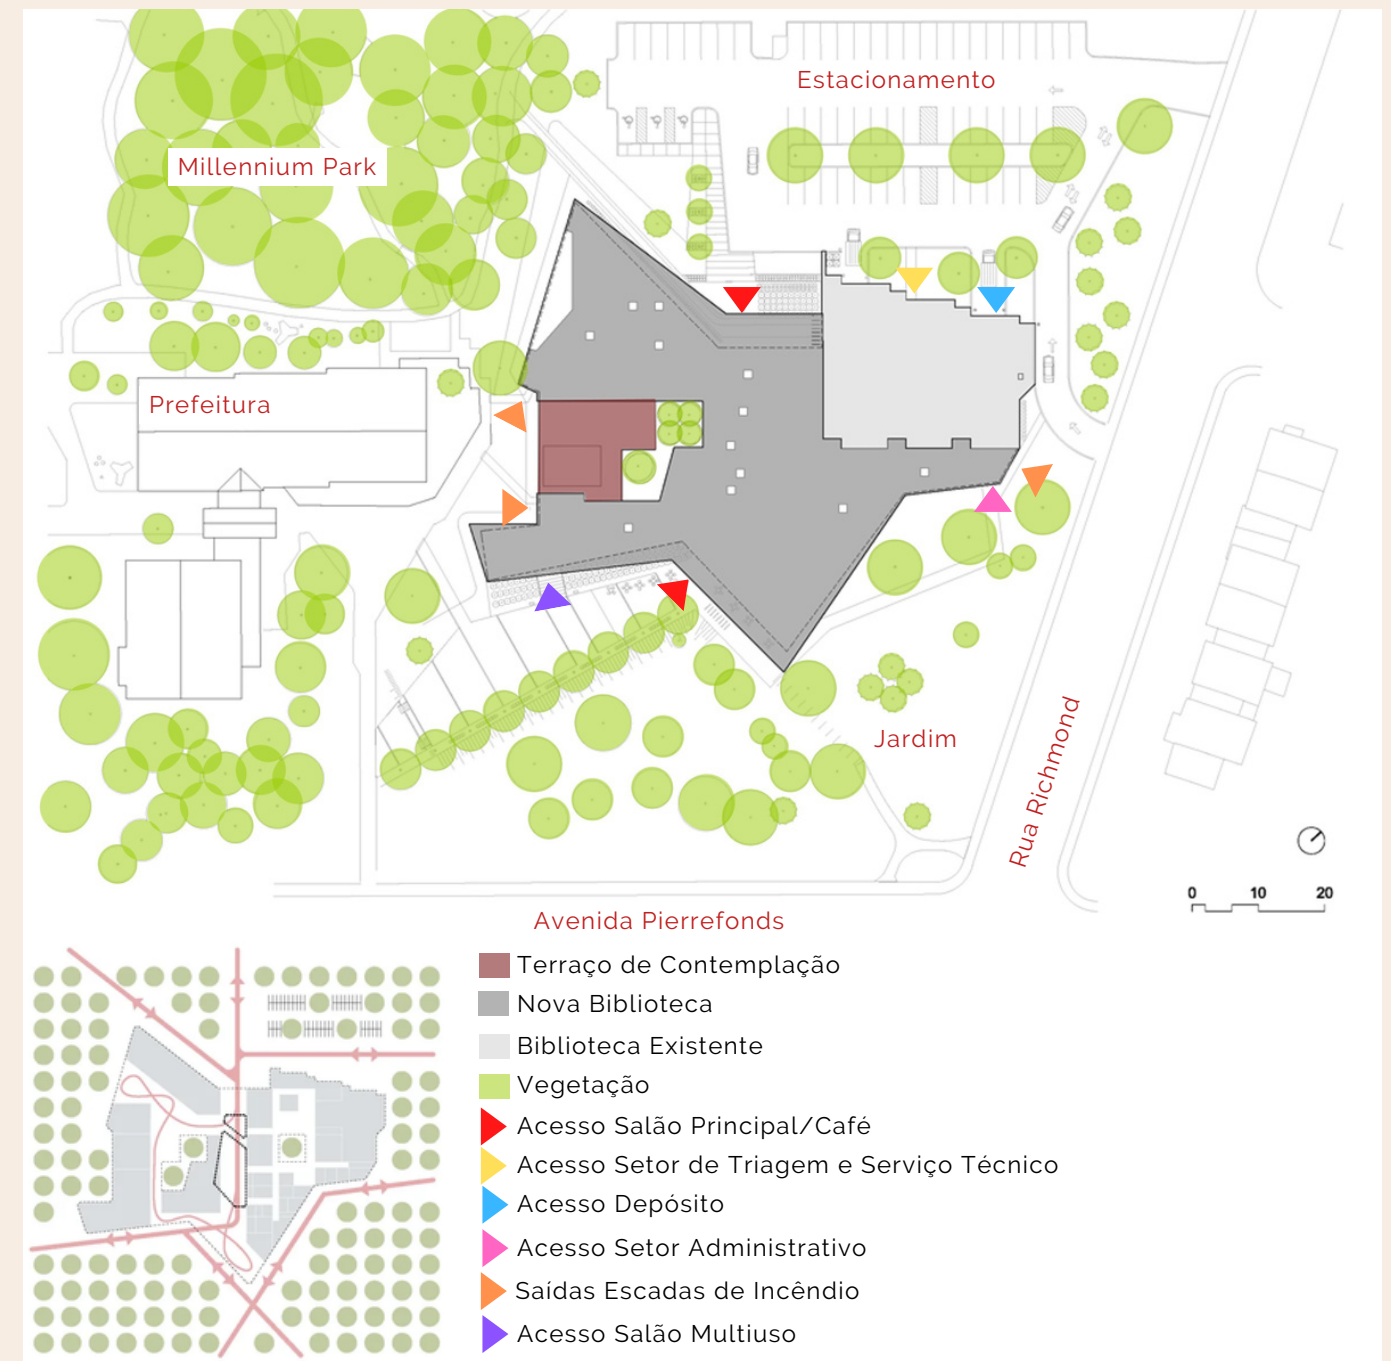 Estacionamento
Millennium Park
Prefeitura
Jardim
Rua Richmond
0 10 20
Avenida Pierrefonds
Terraço de Contemplação
Nova Biblioteca
Biblioteca Existente
Vegetação
Acesso Salão Principal/Café
Acesso Setor de Triagem e Serviço Técnico
Acesso Depósito
Acesso Setor Administrativo
Saídas Escadas de Incêndio
Acesso Salão Multiuso